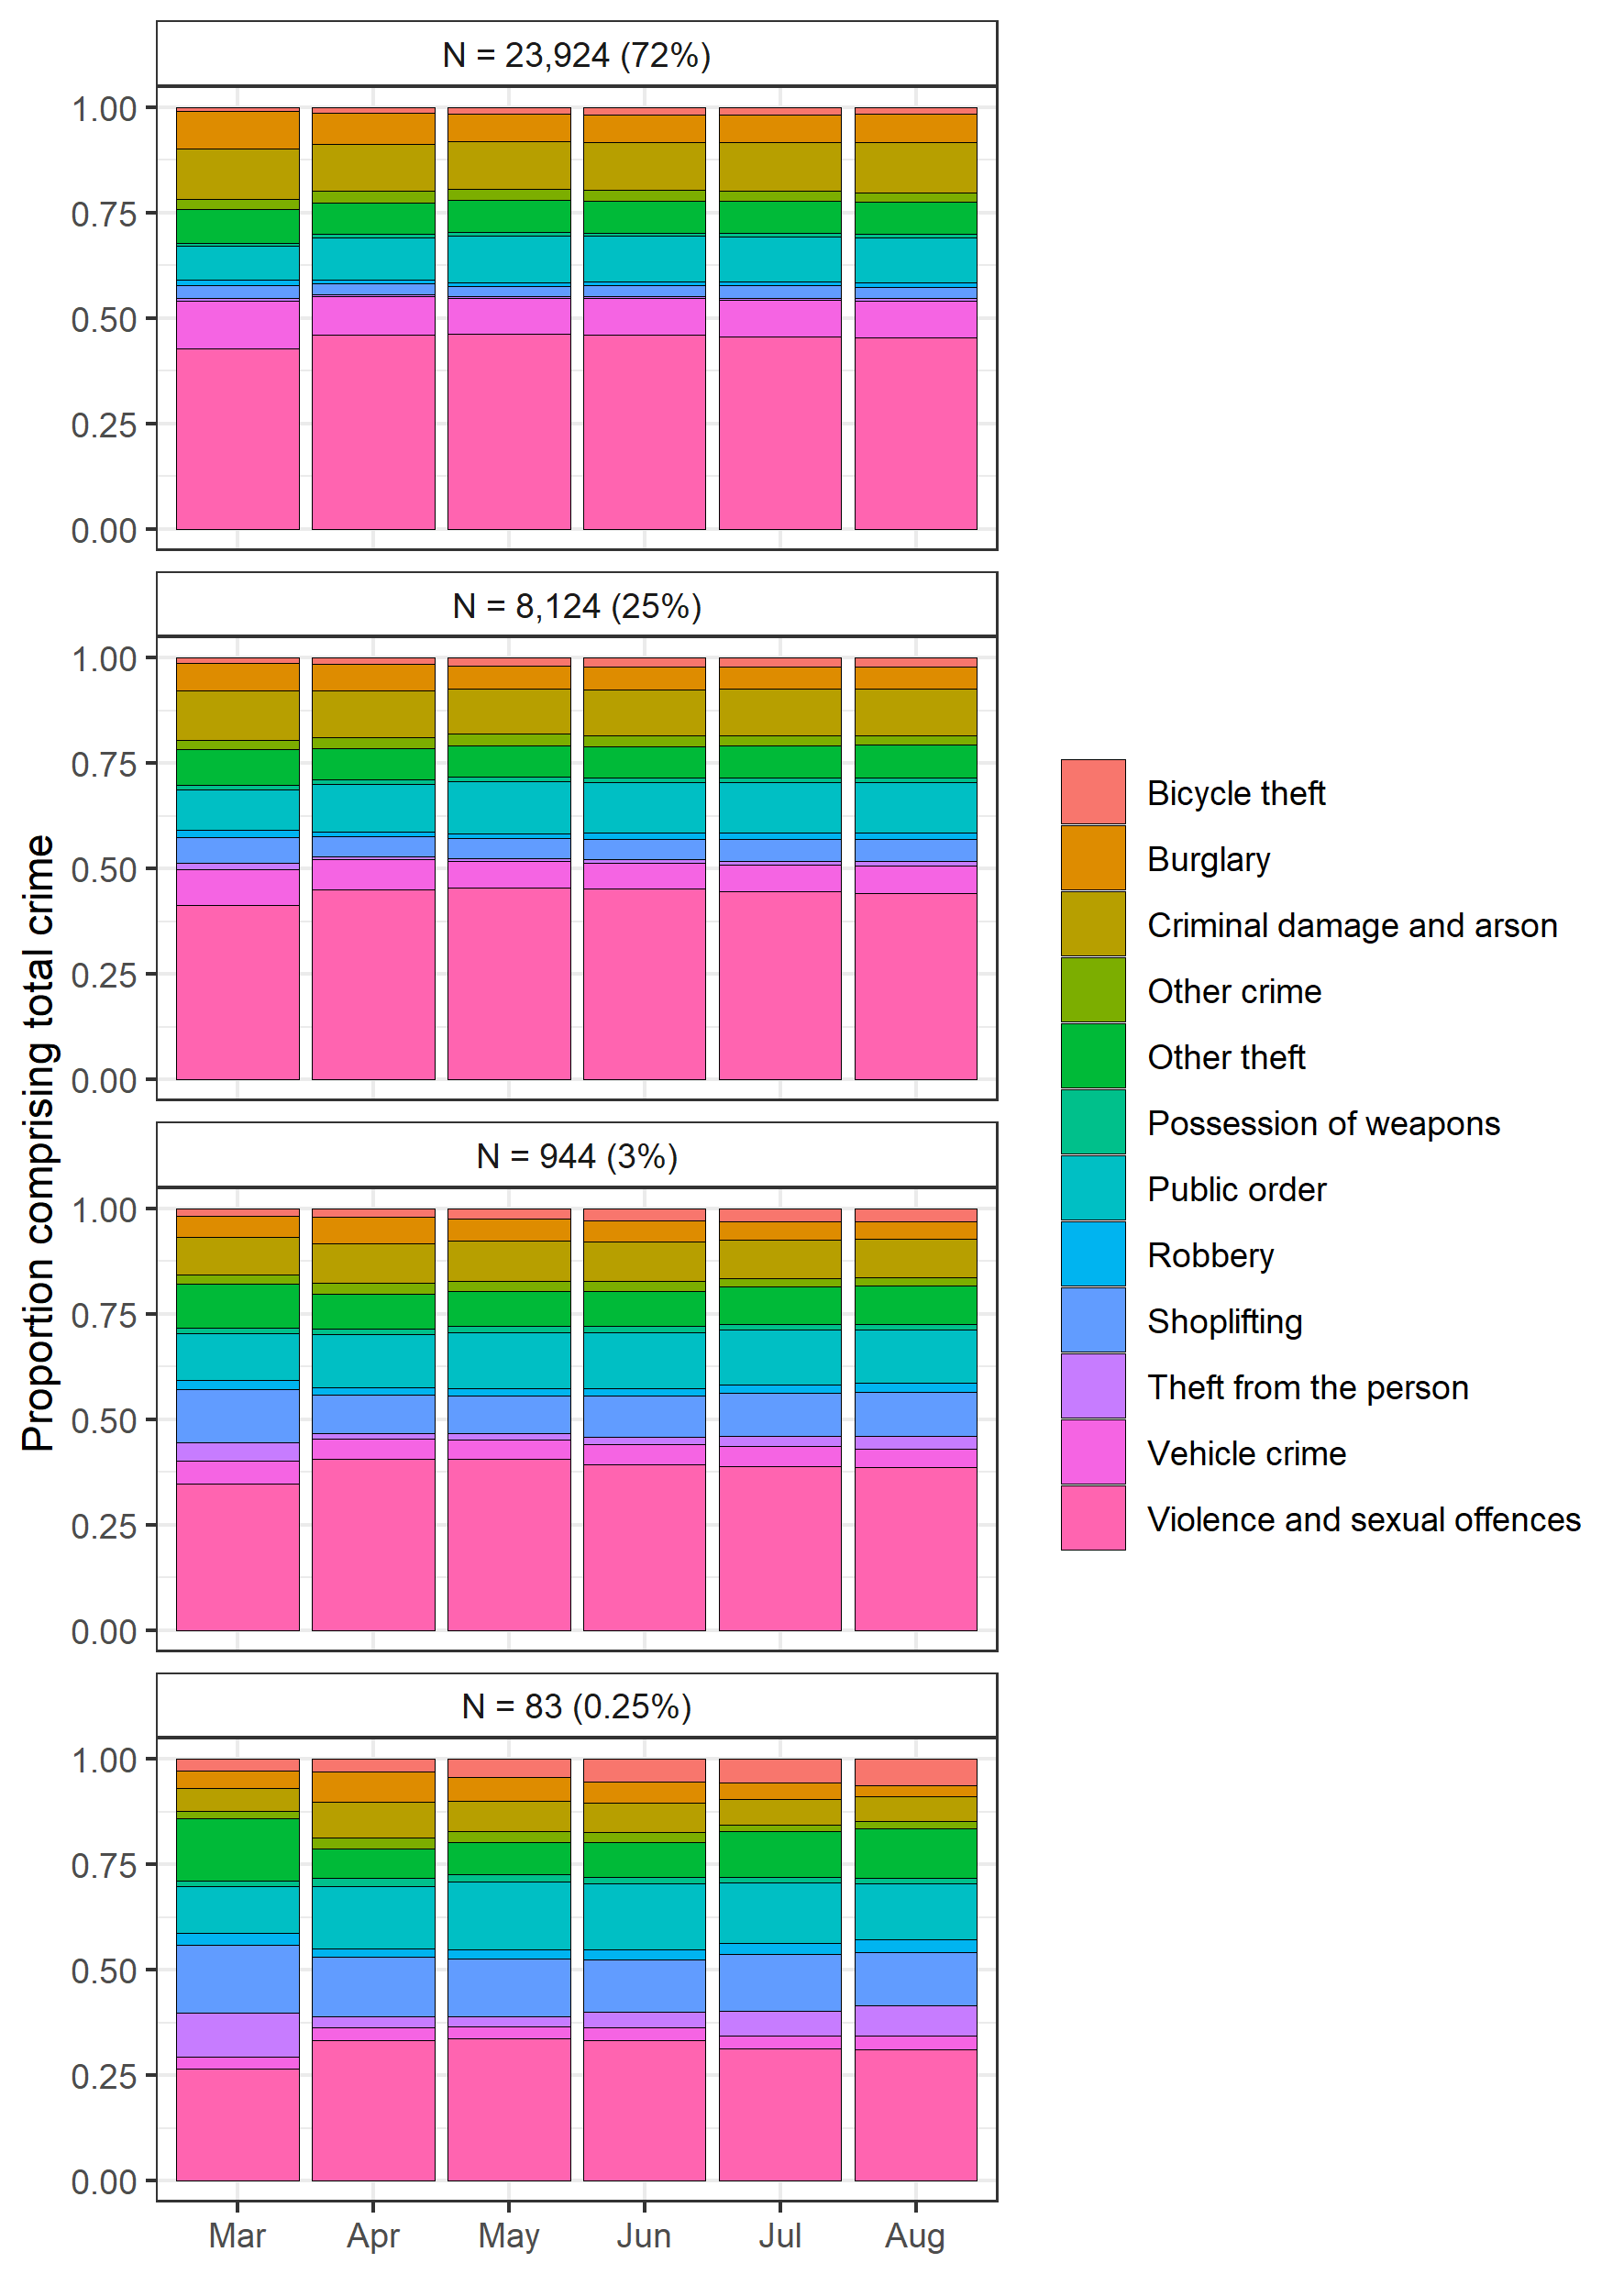 N = 23,924 (72%)
1.00
0.75
0.50
0.25
0.00
N = 8,124 (25%)
1.00
0.75
0.50
0.25
0.00
N = 944 (3%)
1.00
0.75
0.50
0.25
0.00
N = 83 (0.25%)
1.00
0.75
0.50
0.25
0.00
Mar Apr May Jun Jul Aug
Proportion comprising total crime
Bicycle theft
Burglary
Criminal damage and arson
Other crime
Other theft
Possession of weapons
Public order
Robbery
Shoplifting
Theft from the person
Vehicle crime
Violence and sexual offences